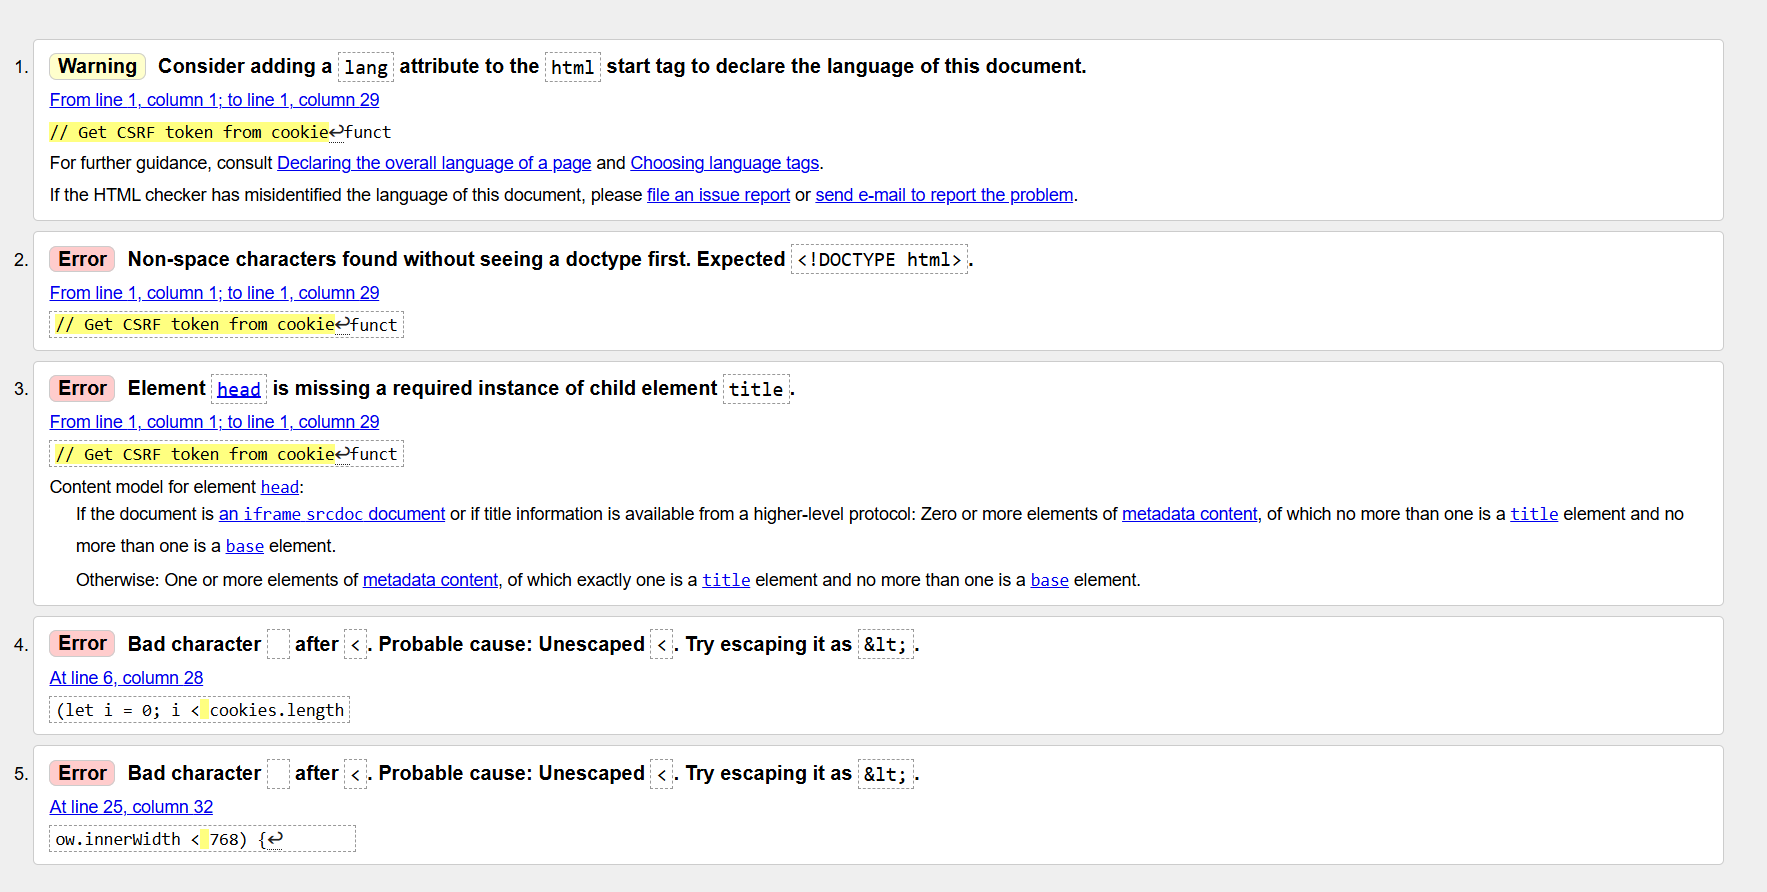 1. Warning Consider adding a lang attribute to the html start tag to declare the language of this document.
From line 1, column 1; to line 1, column 29
// Get CSRF token from cookie↩funct
For further guidance, consult Declaring the overall language of a page and Choosing language tags.
If the HTML checker has misidentified the language of this document, please file an issue report or send e-mail to report the problem.
2. Error Non-space characters found without seeing a doctype first. Expected <!DOCTYPE html>.
From line 1, column 1; to line 1, column 29
// Get CSRF token from cookie↩funct
3. Error Element head is missing a required instance of child element title.
From line 1, column 1; to line 1, column 29
// Get CSRF token from cookie↩funct
Content model for element head:
If the document is an iframe srcdoc document or if title information is available from a higher-level protocol: Zero or more elements of metadata content, of which no more than one is a title element and no
more than one is a base element.
Otherwise: One or more elements of metadata content, of which exactly one is a title element and no more than one is a base element.
4. Error Bad character   after <. Probable cause: Unescaped <. Try escaping it as &lt;.
At line 6, column 28
(let i = 0; i < cookies.length
5. Error Bad character   after <. Probable cause: Unescaped <. Try escaping it as &lt;.
At line 25, column 32
ow.innerWidth < 768) {↩